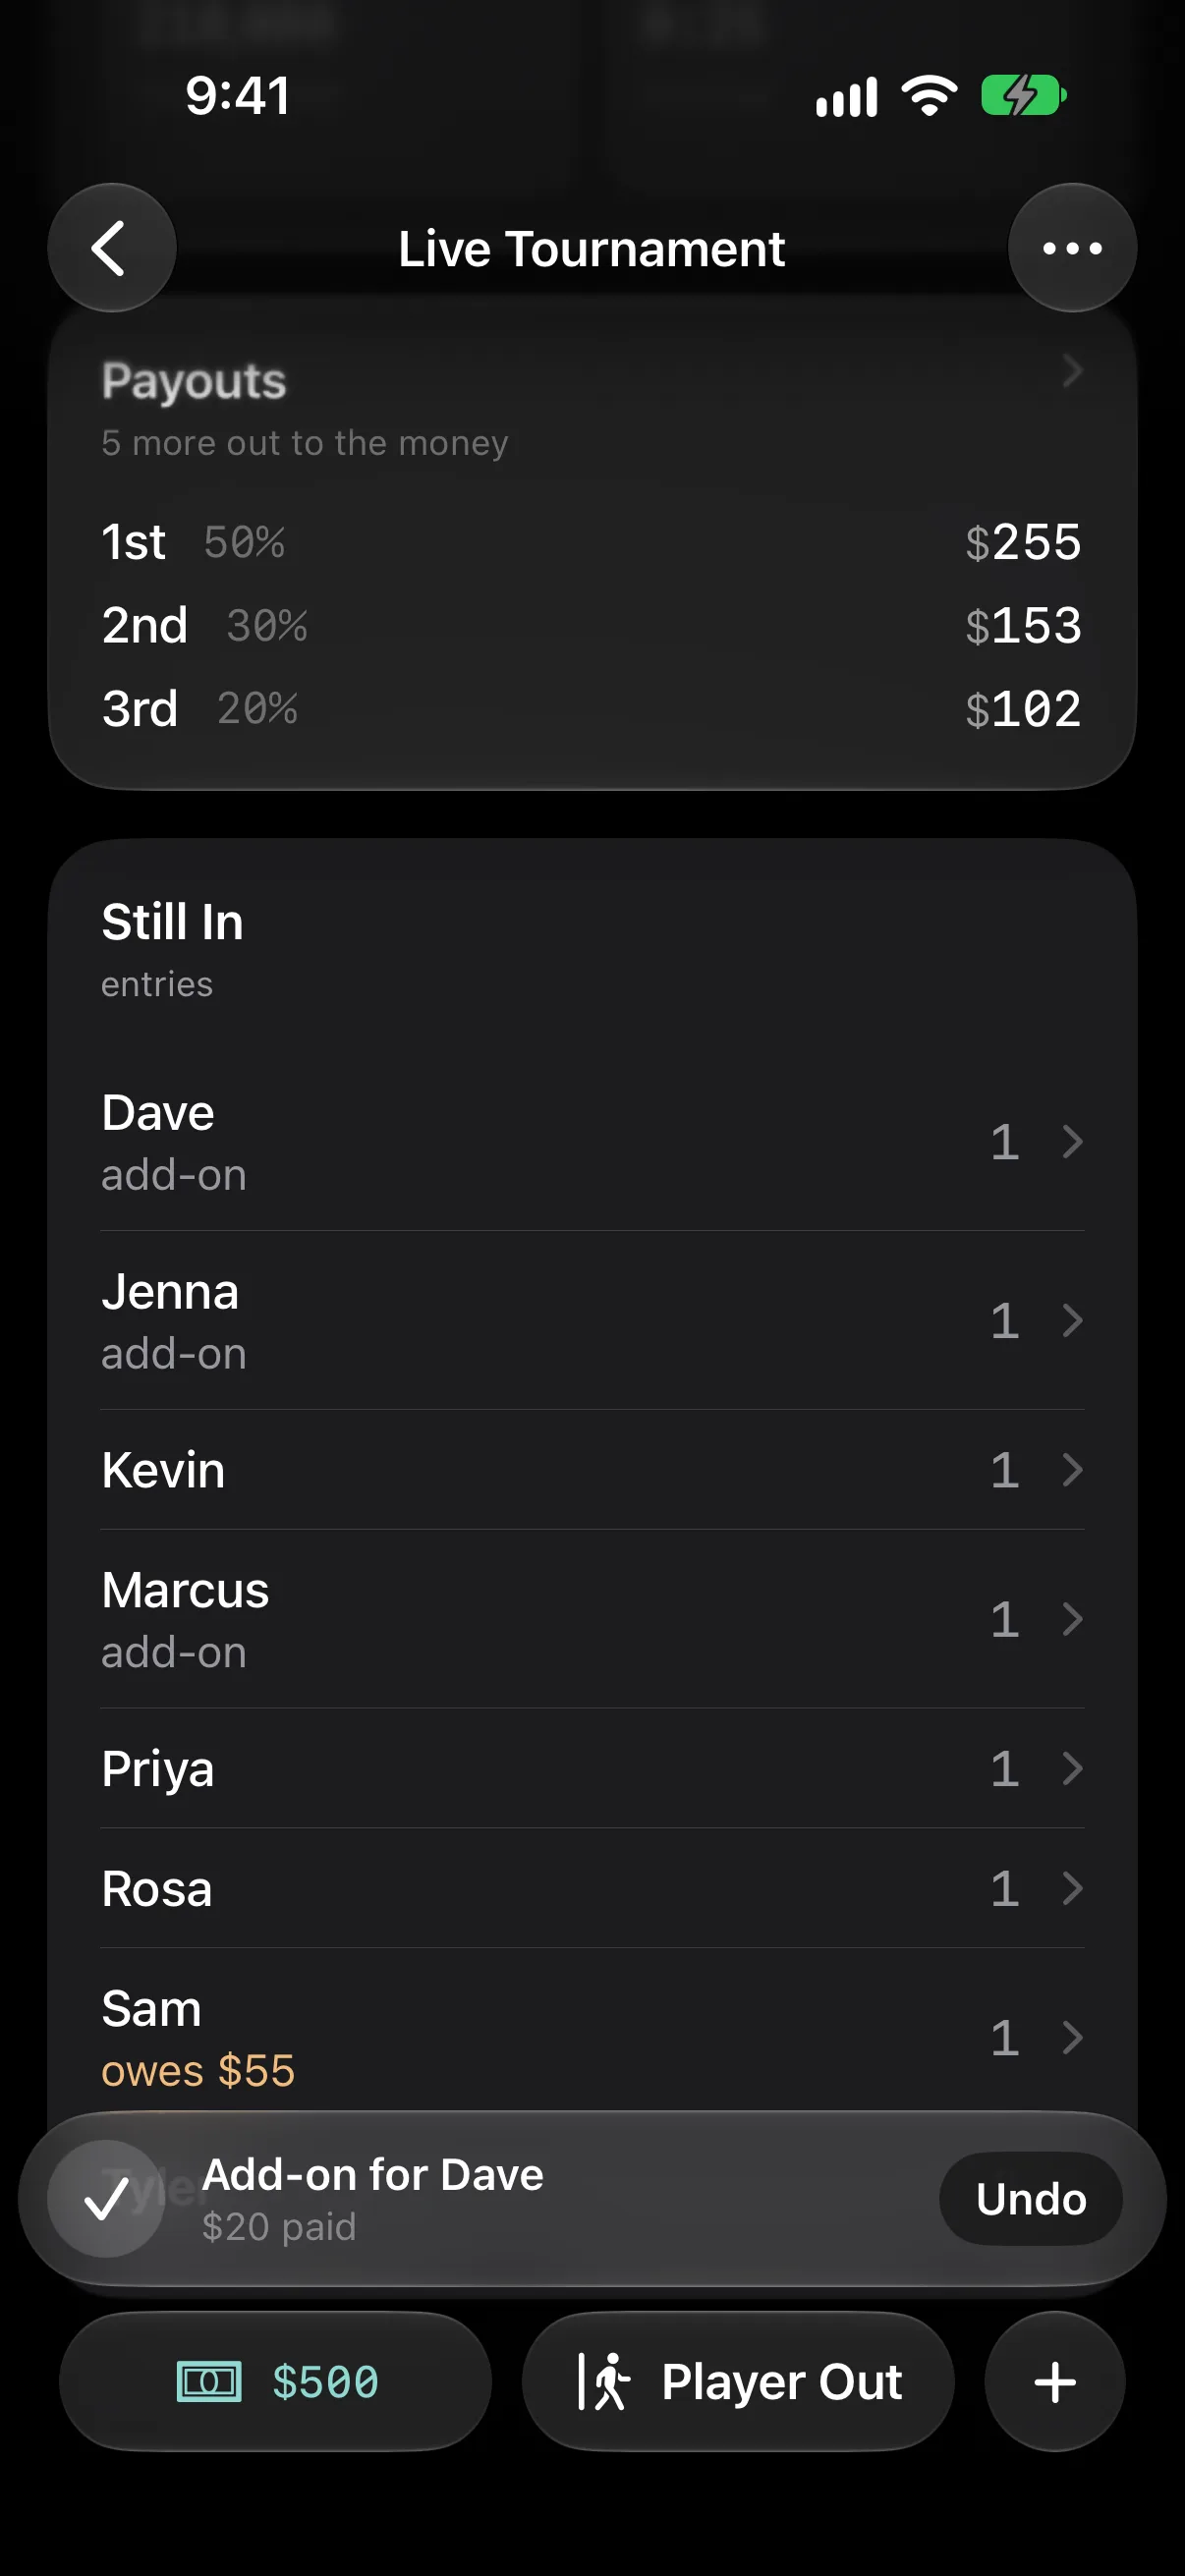 9:41
Live Tournament
Payouts
5 more out to the money
1st 50% $255
2nd 30% $153
3rd 20% $102
Still In
entries
Dave
add-on
1
Jenna
add-on
1
Kevin 1
Marcus
add-on
1
Priya 1
Rosa 1
Sam
owes $55
1
Add-on for Dave
$20 paid
Undo
$500
Player Out